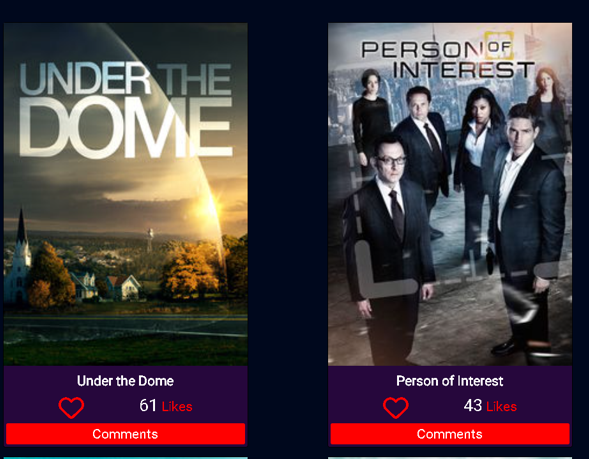 UNDER THE
DOME
Under the Dome
61 Likes
Comments
PERSON OF
INTEREST
Person of Interest
43 Likes
Comments